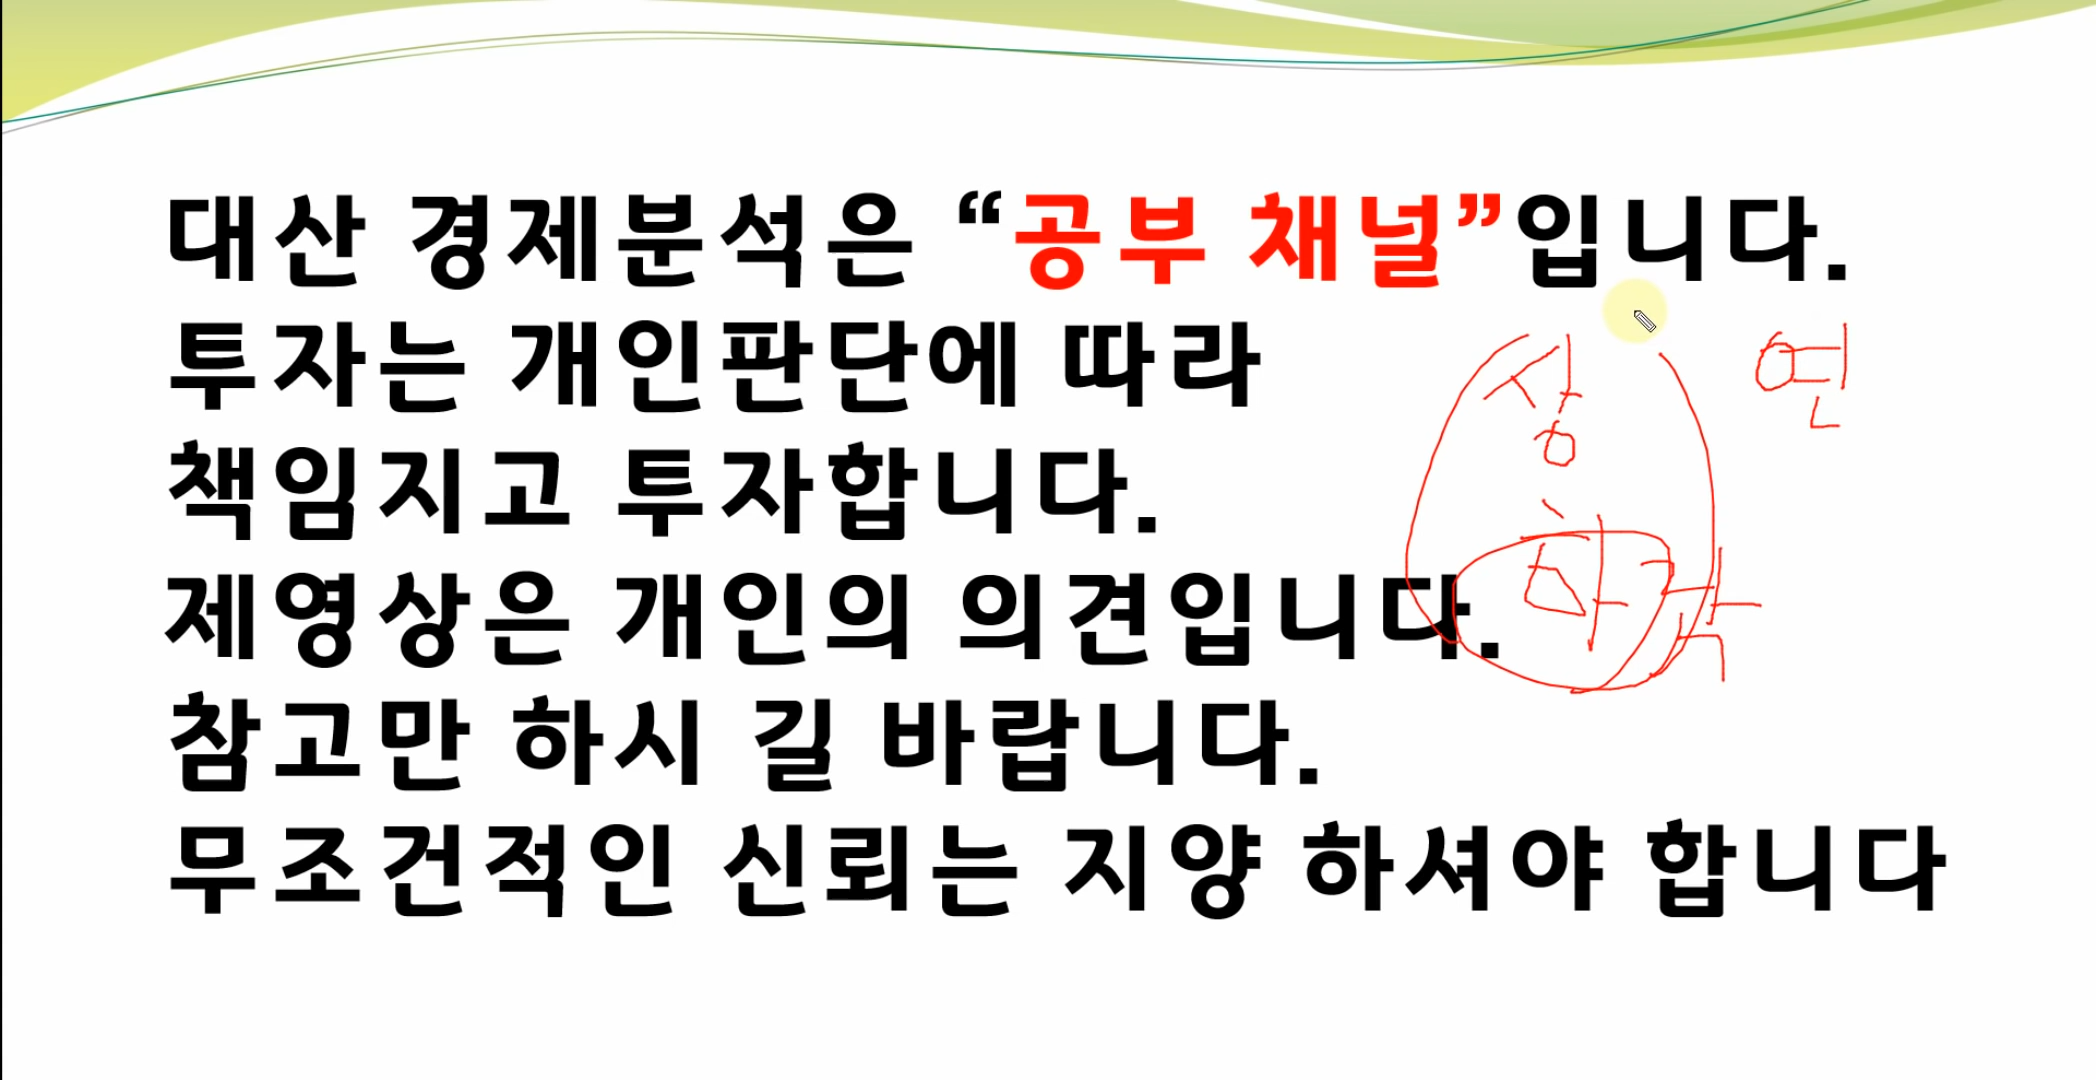 대산 경제분석은 “공부 채널”입니다.
투자는 개인판단에 따라
책임지고 투자합니다.
제영상은 개인의 의견입니다.
참고만 하시 길 바랍니다.
무조건적인 신뢰는 지양 하셔야 합니다
상
하
연